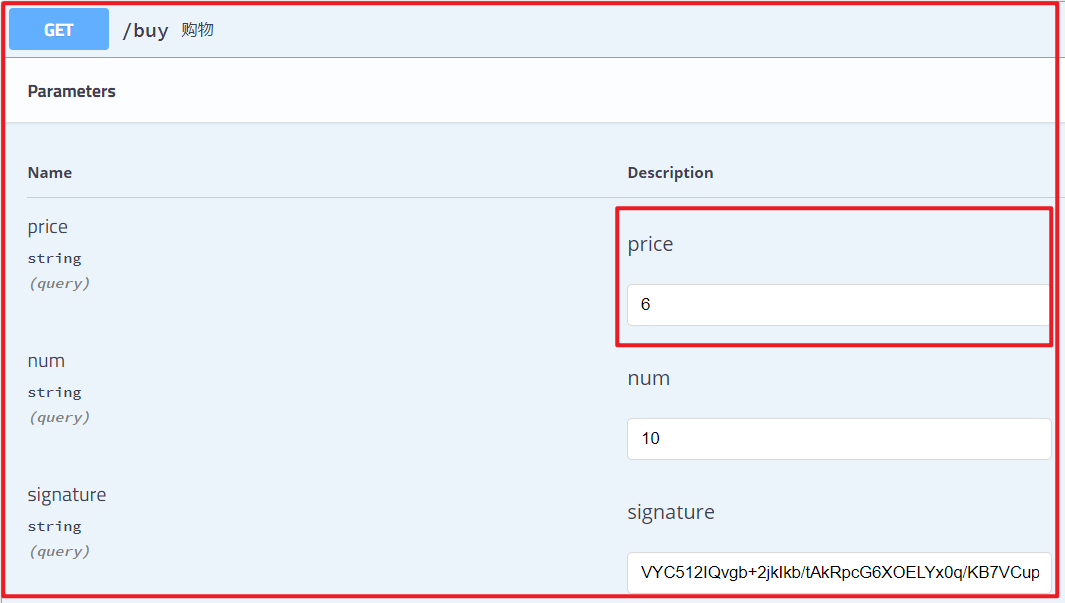 GET /buy 购物
Parameters
Name Description
price
string
(query)
price
6
num
string
(query)
num
10
signature
string
(query)
signature
VYC512IQvgb+2jklkb/tAkRpcG6XOELYx0q/KB7VCup